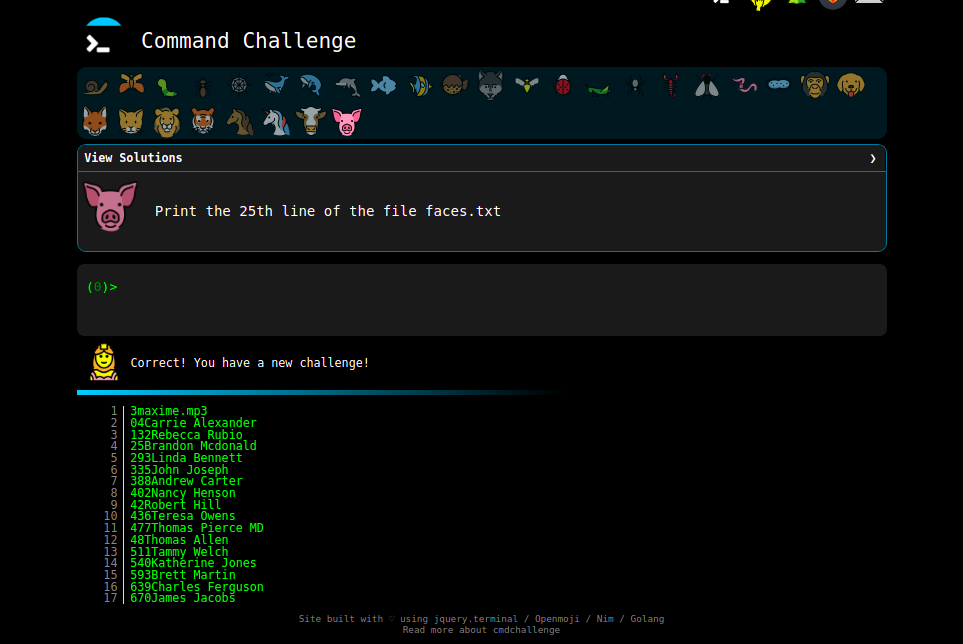 Command Challenge
View Solutions ❯
Print the 25th line of the file faces.txt
(0)>
Correct! You have a new challenge!
1 3maxime.mp3
2 04Carrie Alexander
3 132Rebecca Rubio
4 25Brandon Mcdonald
5 293Linda Bennett
6 335John Joseph
7 388Andrew Carter
8 402Nancy Henson
9 42Robert Hill
10 436Teresa Owens
11 477Thomas Pierce MD
12 48Thomas Allen
13 511Tammy Welch
14 540Katherine Jones
15 593Brett Martin
16 639Charles Ferguson
17 670James Jacobs
Site built with ♡ using jquery.terminal / Openmoji / Nim / Golang
Read more about cmdchallenge